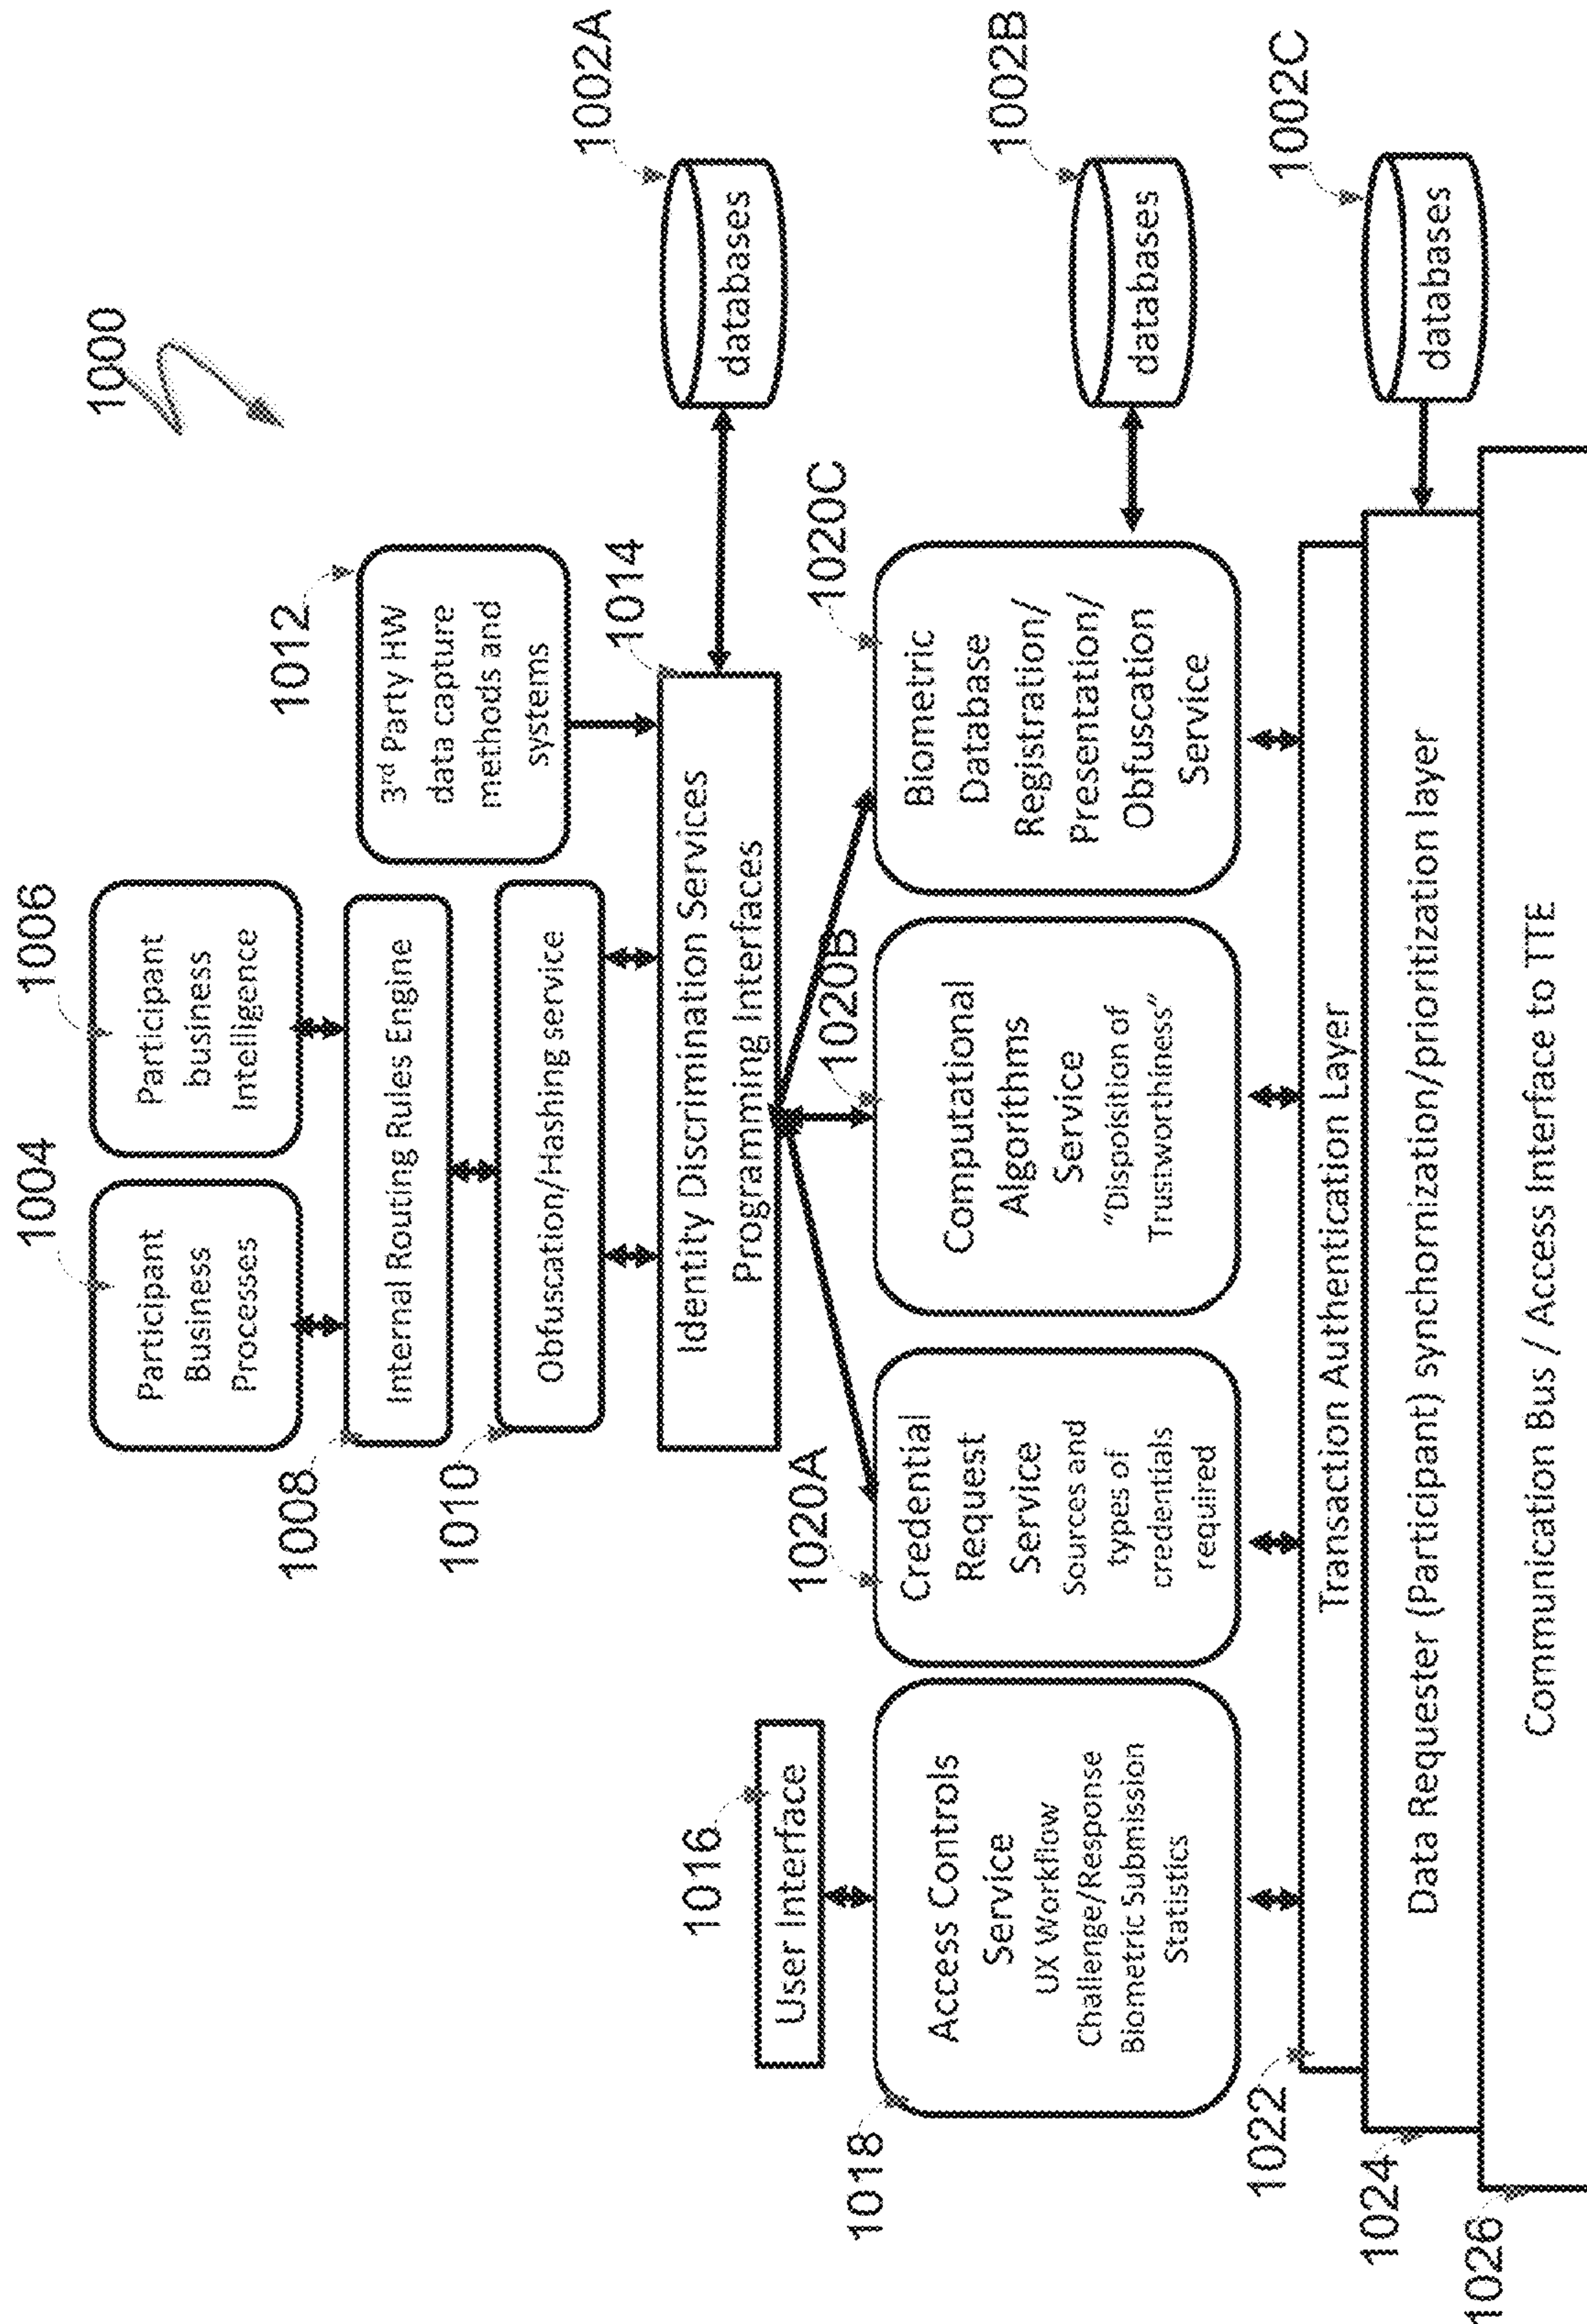 1000
1004
1006
Participant
Business
Processes
Participant
business
Intelligence
1008
Internal Routing Rules Engine
1012
3rd Party HW
data capture
methods and
systems
1010
Obfuscation/Hashing service
1014
1002A
Identity Discrimination Services
Programming Interfaces
databases
1016
User Interface
1018
1020A
1020B
1020C
1002B
Access Controls
Service
UX Workflow
Challenge/Response
Biometric Submission
Statistics
Credential
Request
Service
Sources and
types of
credentials
required
Computational
Algorithms
Service
"Dispoisition of
Trustworthiness"
Biometric
Database
Registration/
Presentation/
Obfuscation
Service
databases
1022
Transaction Authentication Layer
1002C
1024
Data Requester (Participant) synchornization/prioritization layer
databases
1026
Communication Bus / Access Interface to TTE